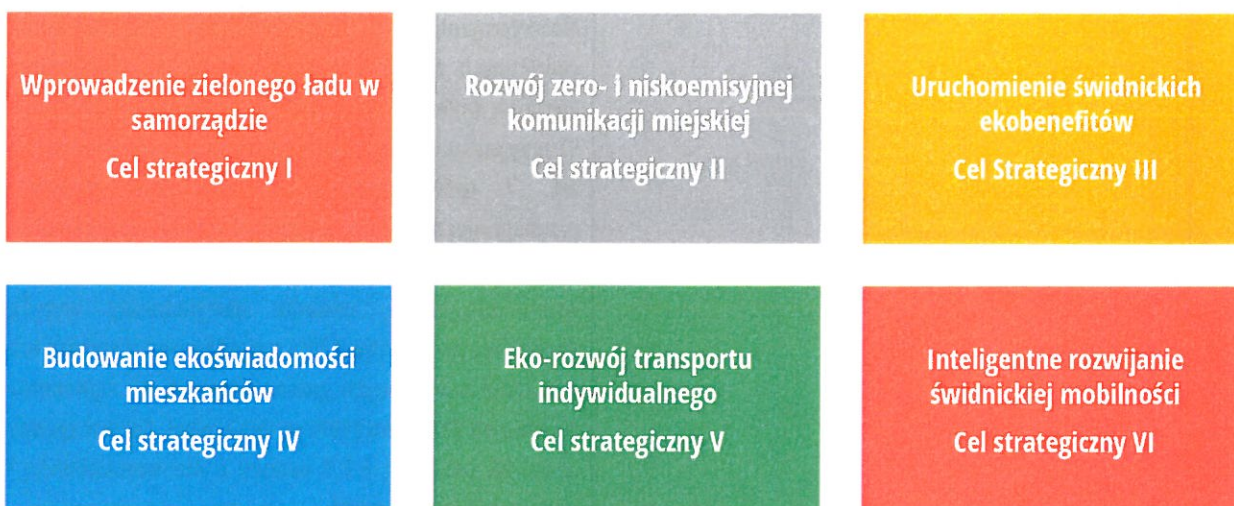 Wprowadzenie zielonego ładu w
samorządzie
Cel strategiczny I
Rozwój zero- i niskoemisyjnej
komunikacji miejskiej
Cel strategiczny II
Uruchomienie świdnickich
ekobenefitów
Cel Strategiczny III
Budowanie ekoświadomości
mieszkańców
Cel strategiczny IV
Eko-rozwój transportu
indywidualnego
Cel strategiczny V
Inteligentne rozwijanie
świdnickiej mobilności
Cel strategiczny VI